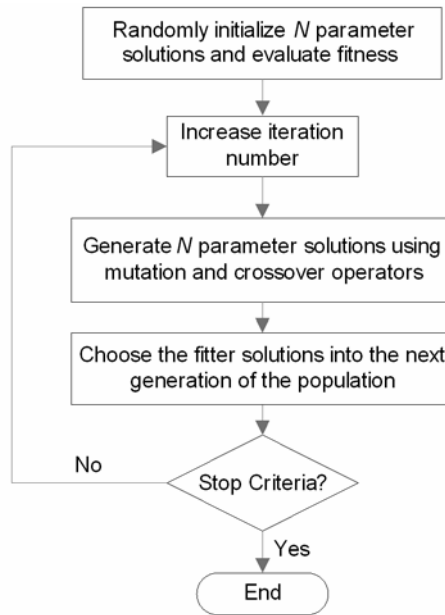 Randomly initialize N parameter
solutions and evaluate fitness
Increase iteration
number
Generate N parameter solutions using
mutation and crossover operators
Choose the fitter solutions into the next
generation of the population
Stop Criteria?
No
Yes
End